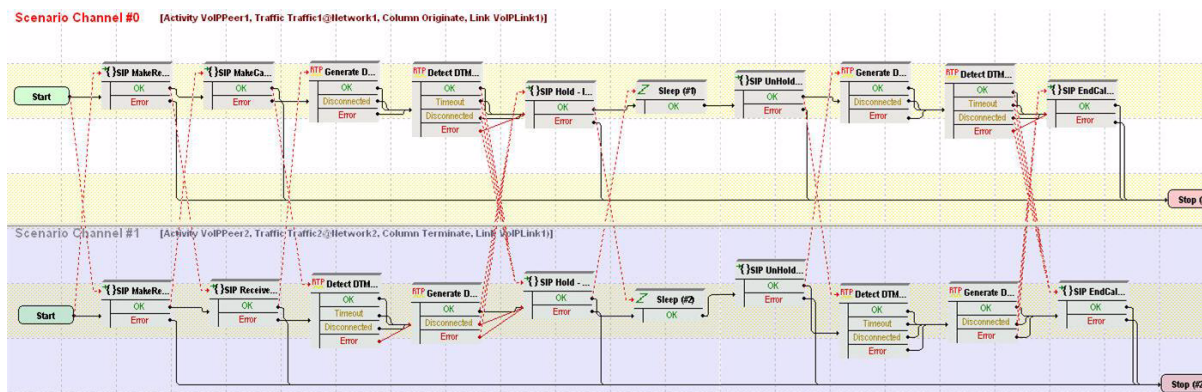 Scenario Channel #0 [Activity VoIPPeer1, Traffic Traffic1@Network1, Column Originate, Link VoIPLink1)]
Start
{}SIP MakeRe...
OK
Error
{}SIP MakeCa...
OK
Error
RTP Generate D...
OK
Disconnected
Error
RTP Detect DTM...
OK
Timeout
Disconnected
Error
{}SIP Hold - I...
OK
Error
Sleep (#1)
OK
{}SIP UnHold...
OK
Error
RTP Generate D...
OK
Disconnected
Error
RTP Detect DTM...
OK
Timeout
Disconnected
Error
{}SIP EndCal...
OK
Error
Stop (
Scenario Channel #1 [Activity VoIPPeer2, Traffic Traffic2@Network2, Column Terminate, Link VoIPLink1)]
Start
{}SIP MakeRe...
OK
Error
{}SIP Receive...
OK
Error
RTP Detect DTM...
OK
Timeout
Disconnected
Error
RTP Generate D...
OK
Disconnected
Error
{}SIP Hold - ...
OK
Error
Sleep (#2)
OK
{}SIP UnHold...
OK
Error
RTP Detect DTM...
OK
Timeout
Disconnected
Error
RTP Generate D...
OK
Disconnected
Error
{}SIP EndCal...
OK
Error
Stop (#